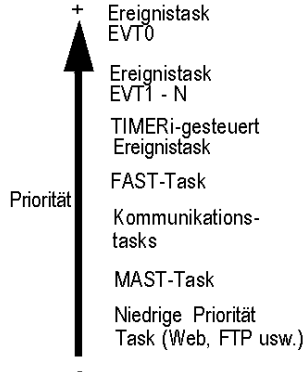 +
Ereignistask
EVT0
Ereignistask
EVT1 - N
TIMERi-gesteuert
Ereignistask
FAST-Task
Priorität
Kommunikations-
tasks
MAST-Task
Niedrige Priorität
Task (Web, FTP usw.)